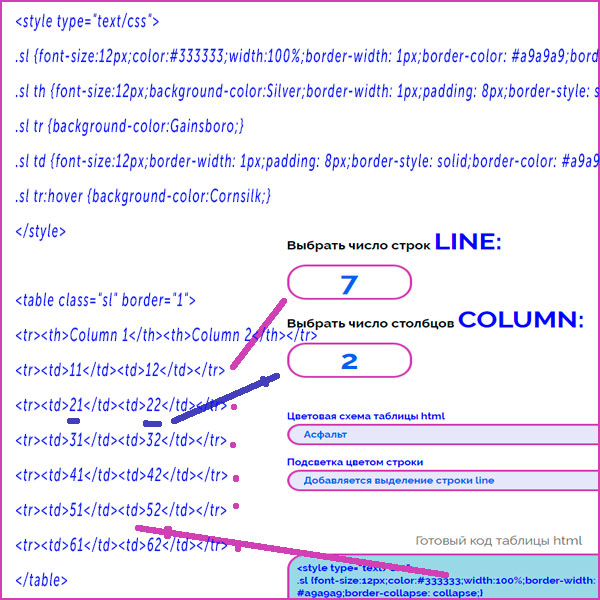 <style type="text/css">
.sl {font-size:12px;color:#333333;width:100%;border-width: 1px;border-color: #a9a9a9;bord
.sl th {font-size:12px;background-color:Silver;border-width: 1px;padding: 8px;border-style: s
.sl tr {background-color:Gainsboro;}
.sl td {font-size:12px;border-width: 1px;padding: 8px;border-style: solid;border-color: #a9a9
.sl tr:hover {background-color:Cornsilk;}
</style>
<table class="sl" border="1">
<tr><th>Column 1</th><th>Column 2</th></tr>
<tr><td>11</td><td>12</td></tr>
<tr><td>21</td><td>22</td></tr>
<tr><td>31</td><td>32</td></tr>
<tr><td>41</td><td>42</td></tr>
<tr><td>51</td><td>52</td></tr>
<tr><td>61</td><td>62</td></tr>
</table>
Выбрать число строк LINE:
7
Выбрать число столбцов COLUMN:
2
Цветовая схема таблицы html
Асфальт
Подсветка цветом строки
Добавляется выделение строки line
Готовый код таблицы html
<style type=
.sl {font-size:12px;color:#333333;width:100%;border-width:
#a9a9a9;border-collapse: collapse;}